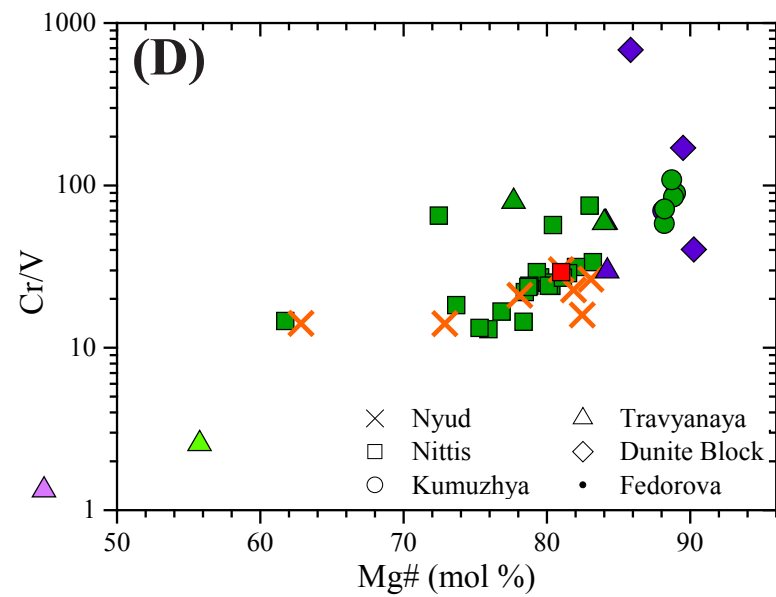 1000
(D)
100
Cr/V
10
Nyud
Travyanaya
Nittis
Dunite Block
Kumuzhya
Fedorova
1
50 60 70 80 90
Mg# (mol %)